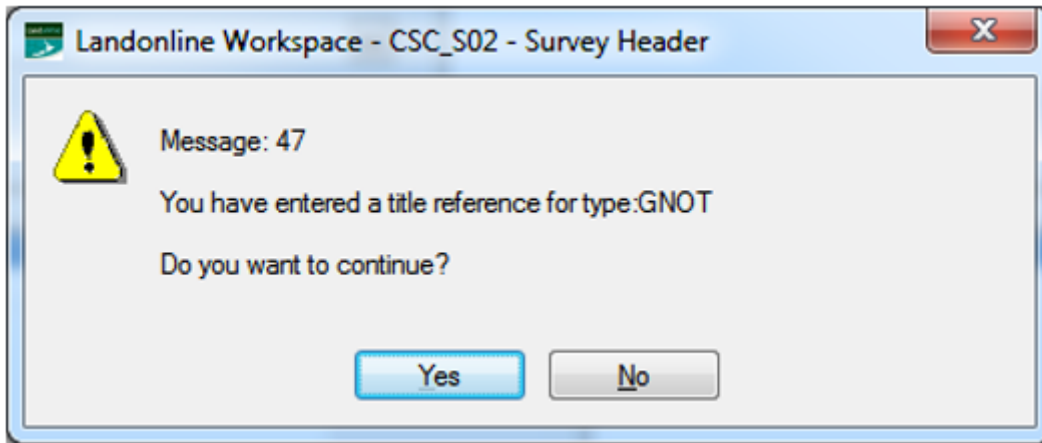 Landonline Workspace - CSC_S02 - Survey Header
Message: 47
You have entered a title reference for type:GNOT
Do you want to continue?
Yes
No